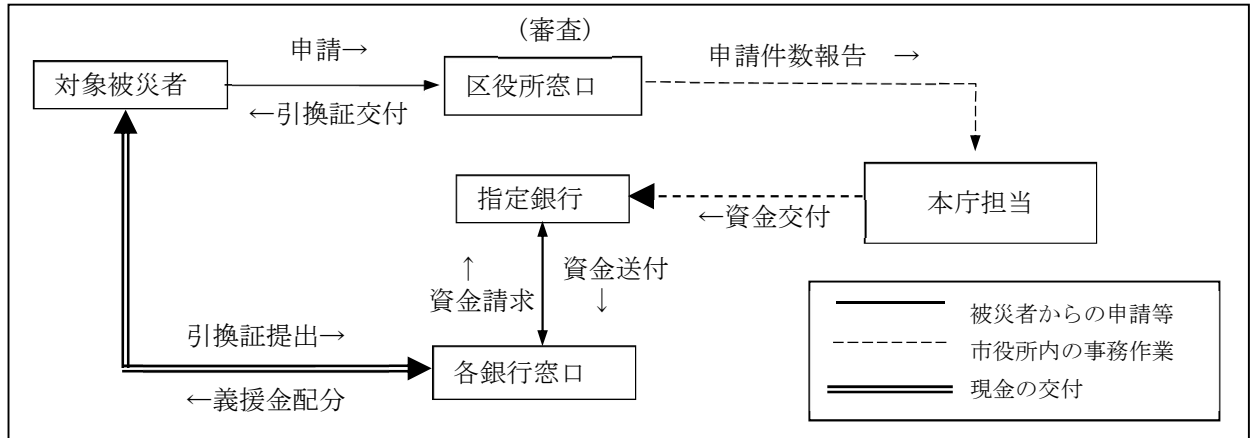 （審査）
申請→
申請件数報告　→
対象被災者
区役所窓口
←引換証交付
指定銀行
本庁担当
←資金交付
↑
資金請求
資金送付
↓
被災者からの申請等
引換証提出→
市役所内の事務作業
各銀行窓口
現金の交付
←義援金配分